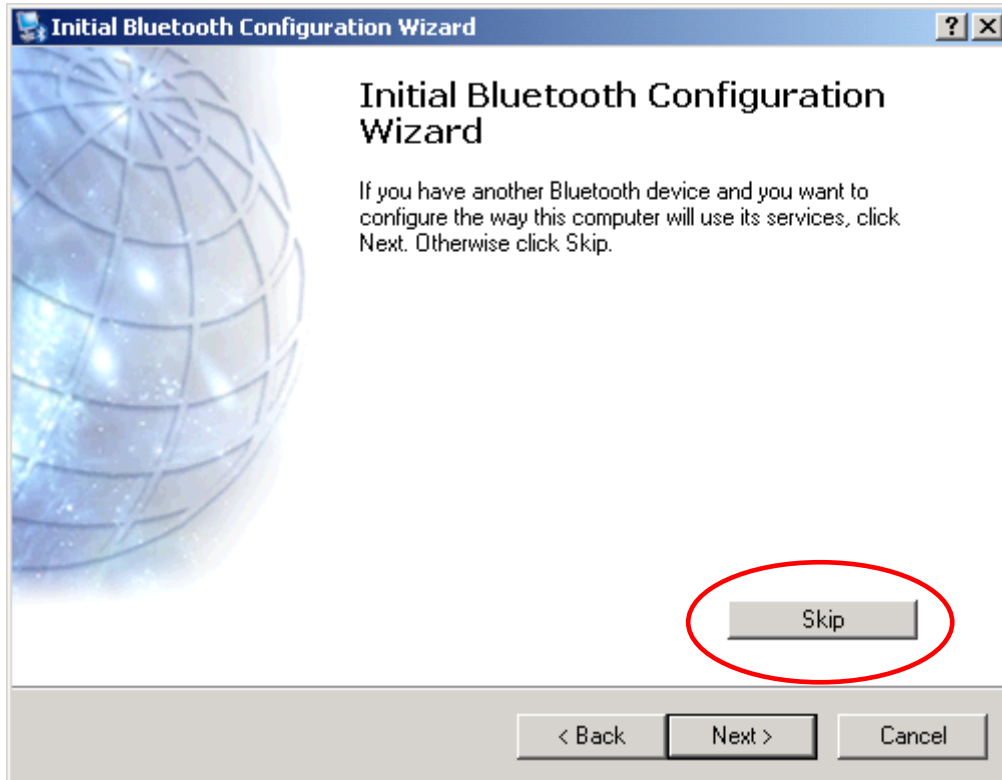 Initial Bluetooth Configuration Wizard
Initial Bluetooth Configuration
Wizard
If you have another Bluetooth device and you want to
configure the way this computer will use its services, click
Next. Otherwise click Skip.
Skip
< Back Next > Cancel